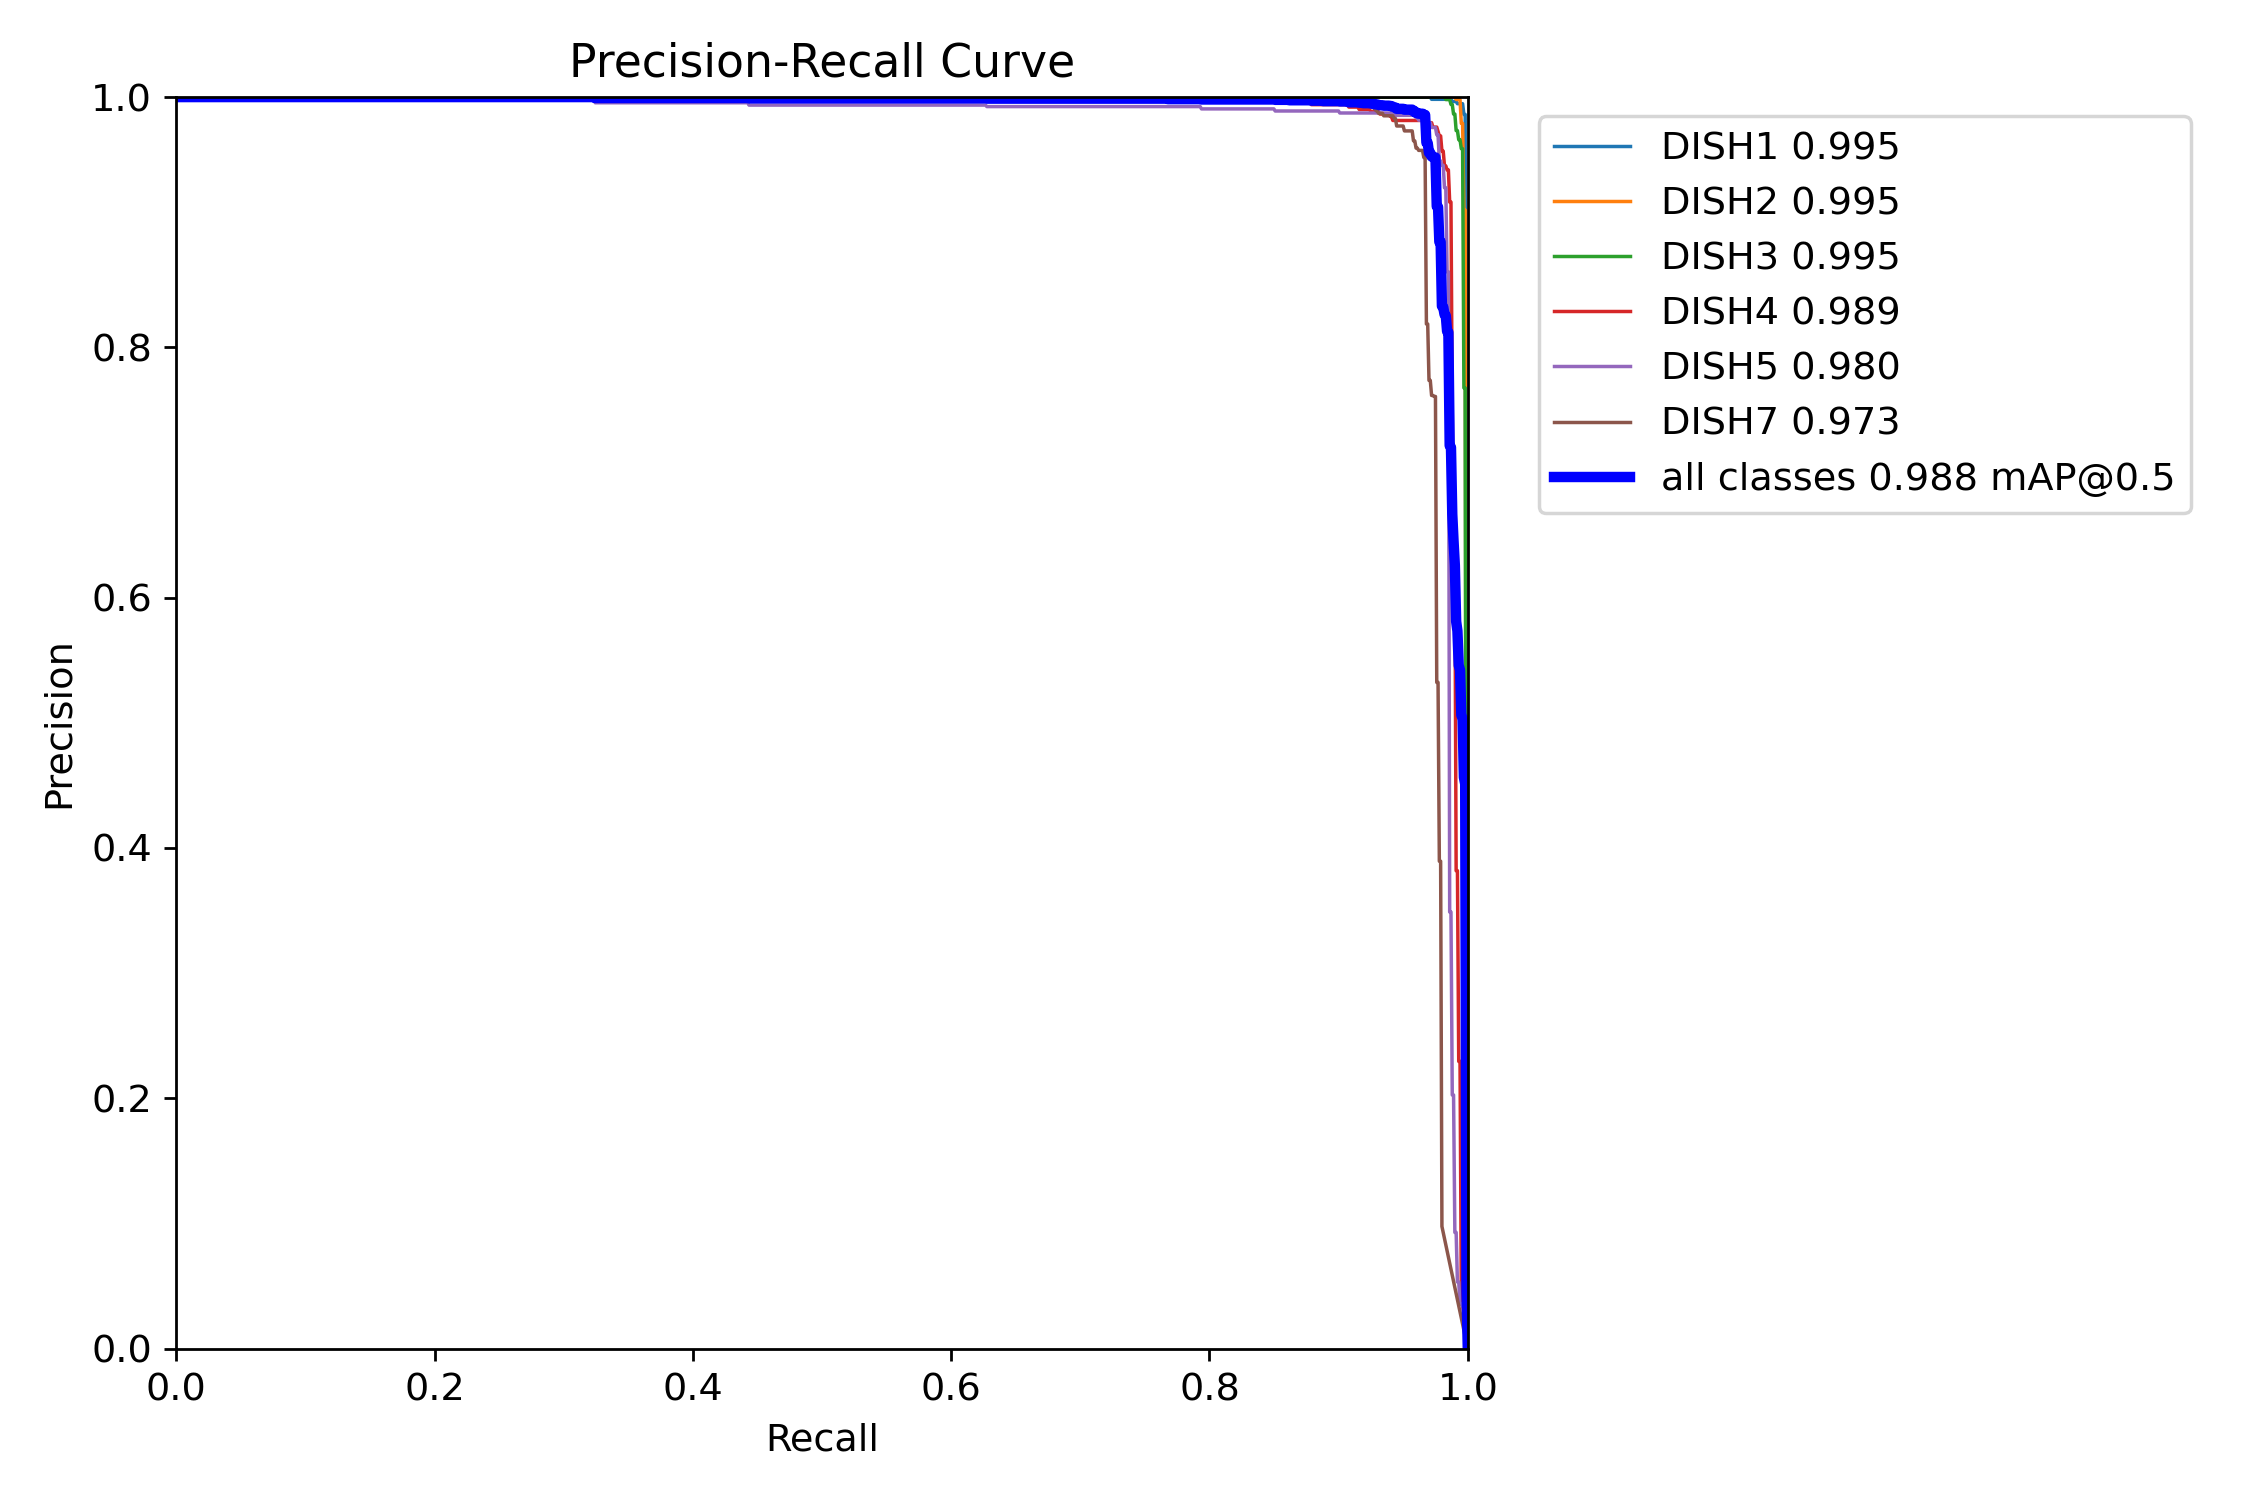 Precision-Recall Curve
1.0
0.8
0.6
0.4
0.2
0.0
Precision
0.0 0.2 0.4 0.6 0.8 1.0
Recall
DISH1 0.995
DISH2 0.995
DISH3 0.995
DISH4 0.989
DISH5 0.980
DISH7 0.973
all classes 0.988 mAP@0.5